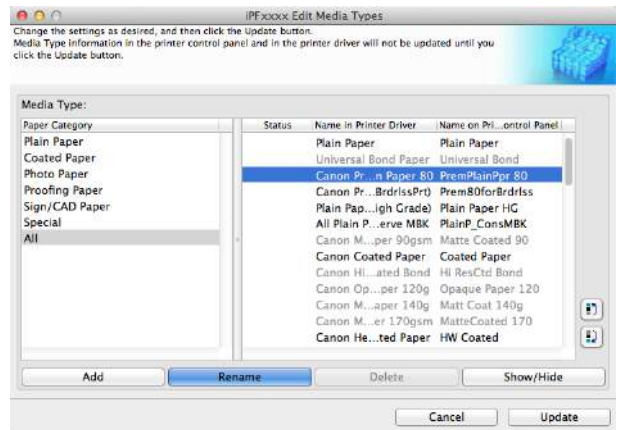 iPFxxxx Edit Media Types
Change the settings as desired, and then click the Update button.
Media Type information in the printer control panel and in the printer driver will not be updated until you
click the Update button.
Media Type:
Paper Category Status Name in Printer Driver Name on Pri...ontrol Panel
Plain Paper Plain Paper Plain Paper
Coated Paper Universal Bond Paper Universal Bond
Photo Paper Canon Pr...n Paper 80 PremPlainPpr 80
Proofing Paper Canon Pr...BrdrlssPrt) Prem80forBrdrlss
Sign/CAD Paper Plain Pap...igh Grade) Plain Paper HG
Special All Plain P...erve MBK PlainP_ConsMBK
All Canon M...per 90gsm Matte Coated 90
Canon Coated Paper Coated Paper
Canon Hi...ated Bond Hi ResCtd Bond
Canon Op...per 120g Opaque Paper 120
Canon M...aper 140g Matt Coat 140g
Canon M...er 170gsm MatteCoated 170
Canon He...ted Paper HW Coated
Add Rename Delete Show/Hide
Cancel Update